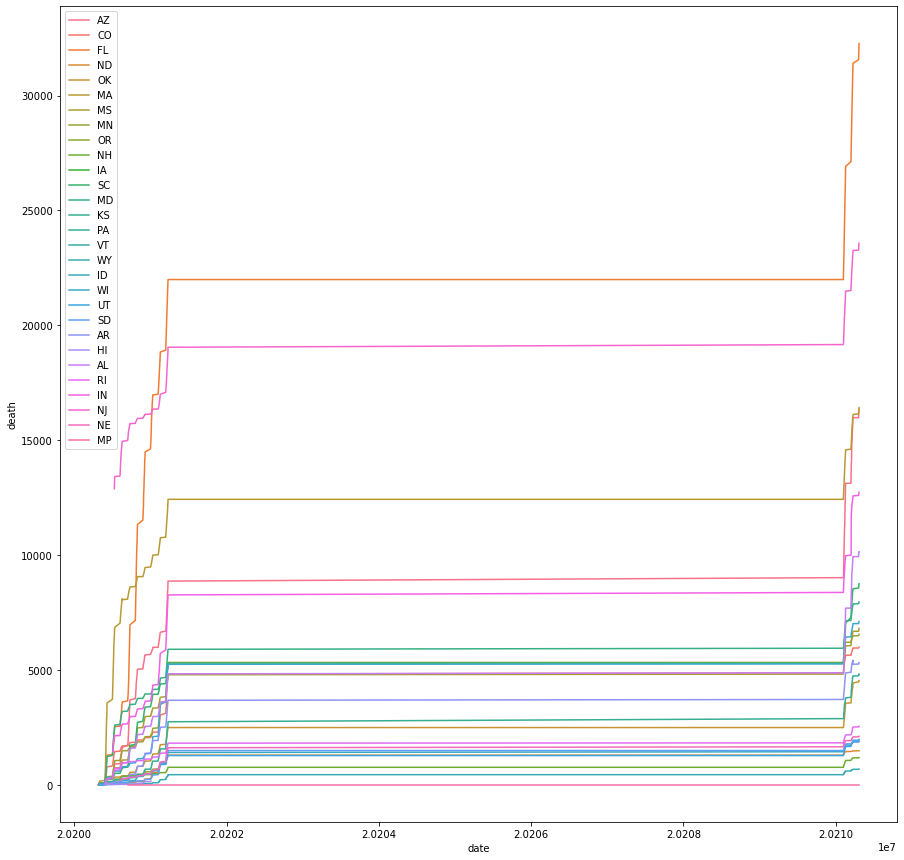 AZ
CO
FL
ND
OK
MA
MS
MN
OR
NH
IA
SC
MD
KS
PA
VT
WY
ID
WI
UT
SD
AR
HI
AL
RI
IN
NJ
NE
MP
30000
25000
20000
15000
10000
5000
0
death
2.0200
2.0202
2.0204
2.0206
2.0208
2.0210
1e7
date